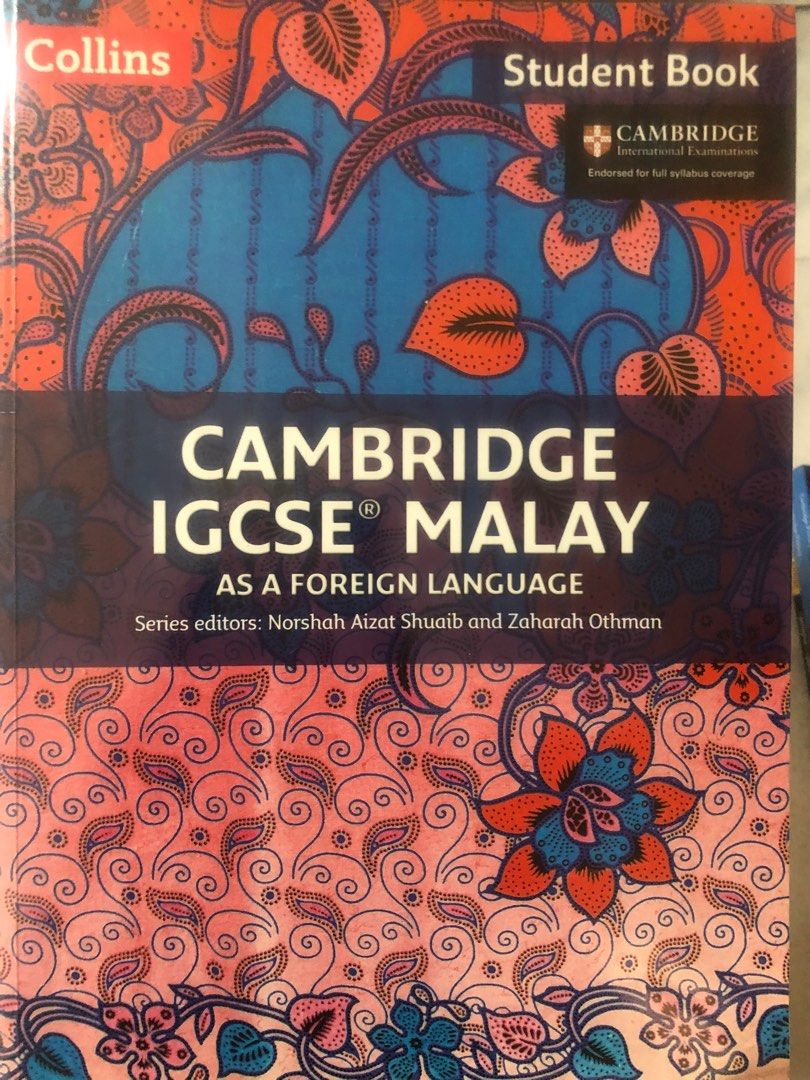 Collins
Student Book
CAMBRIDGE
International Examinations
Endorsed for full syllabus coverage
CAMBRIDGE
IGCSE® MALAY
AS A FOREIGN LANGUAGE
Series editors: Norshah Aizat Shuaib and Zaharah Othman